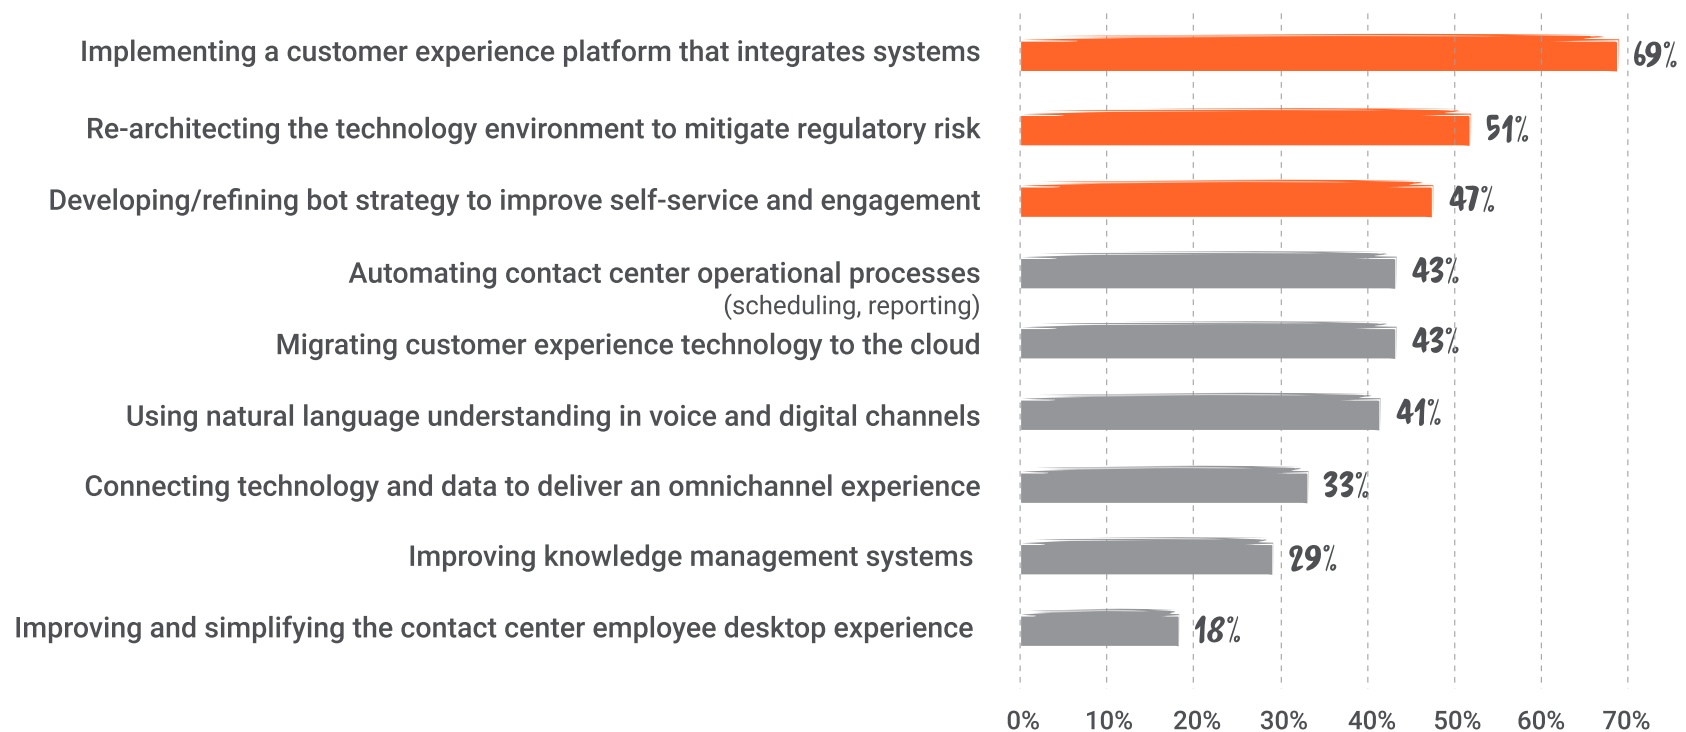 Implementing a customer experience platform that integrates systems 69%
Re-architecting the technology environment to mitigate regulatory risk 51%
Developing/refining bot strategy to improve self-service and engagement 47%
Automating contact center operational processes 43%
(scheduling, reporting)
Migrating customer experience technology to the cloud 43%
Using natural language understanding in voice and digital channels 41%
Connecting technology and data to deliver an omnichannel experience 33%
Improving knowledge management systems 29%
Improving and simplifying the contact center employee desktop experience 18%
0% 10% 20% 30% 40% 50% 60% 70%